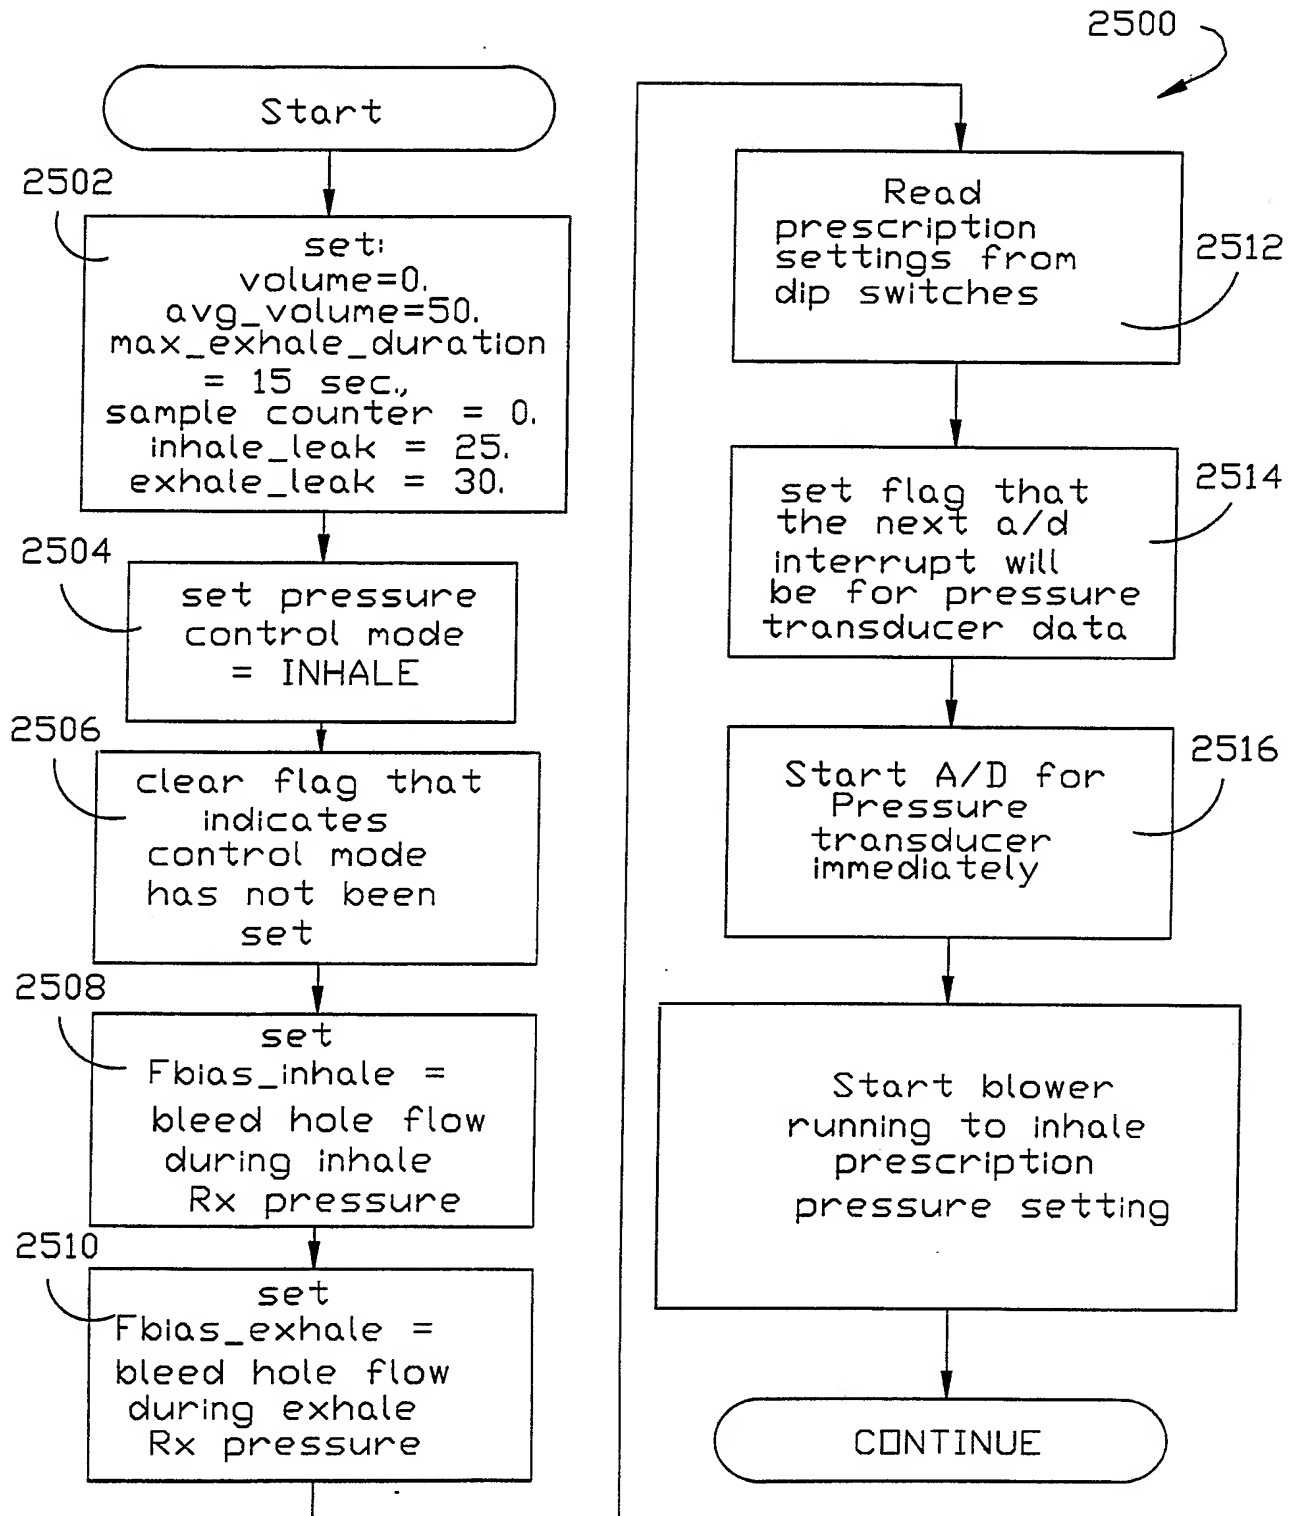 2500
Start
2502
set:
volume=0.
avg_volume=50.
max_exhale_duration
= 15 sec.,
sample counter = 0.
inhale_leak = 25.
exhale_leak = 30.
2504
set pressure
control mode
= INHALE
2506
clear flag that
indicates
control mode
has not been
set
2508
set
Fbias_inhale =
bleed hole flow
during inhale
Rx pressure
2510
set
Fbias_exhale =
bleed hole flow
during exhale
Rx pressure
Read
prescription
settings from
dip switches
2512
set flag that
the next a/d
interrupt will
be for pressure
transducer data
2514
Start A/D for
Pressure
transducer
immediately
2516
Start blower
running to inhale
prescription
pressure setting
CONTINUE